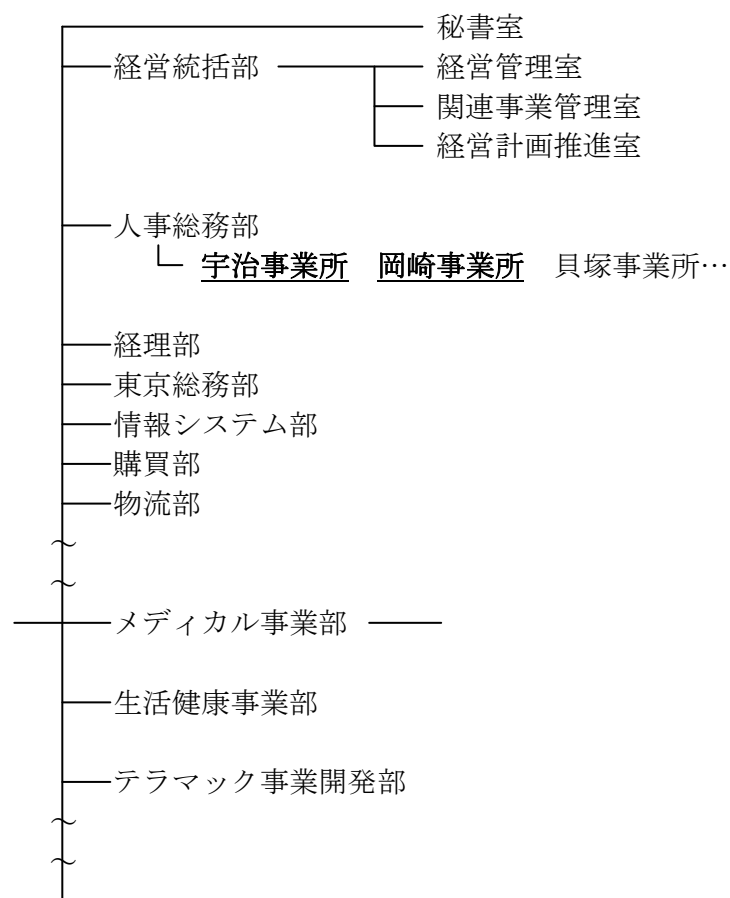 秘書室
経営統括部 経営管理室
関連事業管理室
経営計画推進室
人事総務部
宇治事業所 岡崎事業所 貝塚事業所…
経理部
東京総務部
情報システム部
購買部
物流部
メディカル事業部
生活健康事業部
テラマック事業開発部